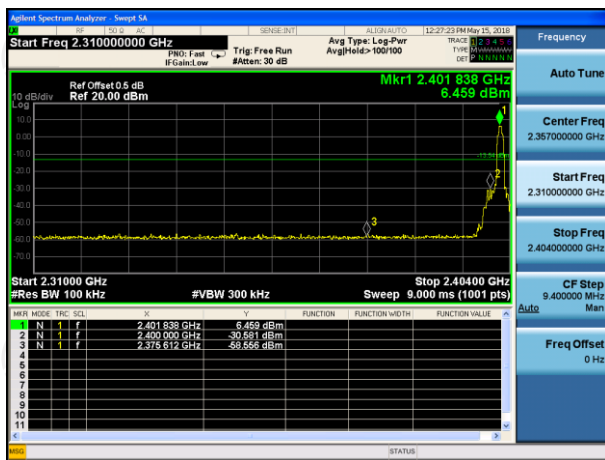 Agilent Spectrum Analyzer - Swept SA
RF 50 Ω AC SENSE:INT ALIGN AUTO 12:27:23 PM May 15, 2018
Start Freq 2.310000000 GHz
PNO: Fast
IFGain:Low
Trig: Free Run
#Atten: 30 dB
Avg Type: Log-Pwr
Avg|Hold:>100/100
TRACE 1 2 3 4 5 6
TYPE M
DET P N N N N N
Ref Offset 0.5 dB
10 dB/div Ref 20.00 dBm
Log
Mkr1 2.401 838 GHz
6.459 dBm
10.0
0.00
-10.0
-20.0
-30.0
-40.0
-50.0
-60.0
-70.0
1
2
3
Start 2.31000 GHz Stop 2.40400 GHz
#Res BW 100 kHz #VBW 300 kHz Sweep 9.000 ms (1001 pts)
MKR MODE TRC SCL X Y FUNCTION FUNCTION WIDTH FUNCTION VALUE
1 N 1 f 2.401 838 GHz 6.459 dBm
2 N 1 f 2.400 000 GHz -30.581 dBm
3 N 1 f 2.375 612 GHz -58.556 dBm
4
5
6
7
8
9
10
11
MSG STATUS
Frequency
Auto Tune
Center Freq
2.357000000 GHz
Start Freq
2.310000000 GHz
Stop Freq
2.404000000 GHz
CF Step
9.400000 MHz
Auto Man
Freq Offset
0 Hz